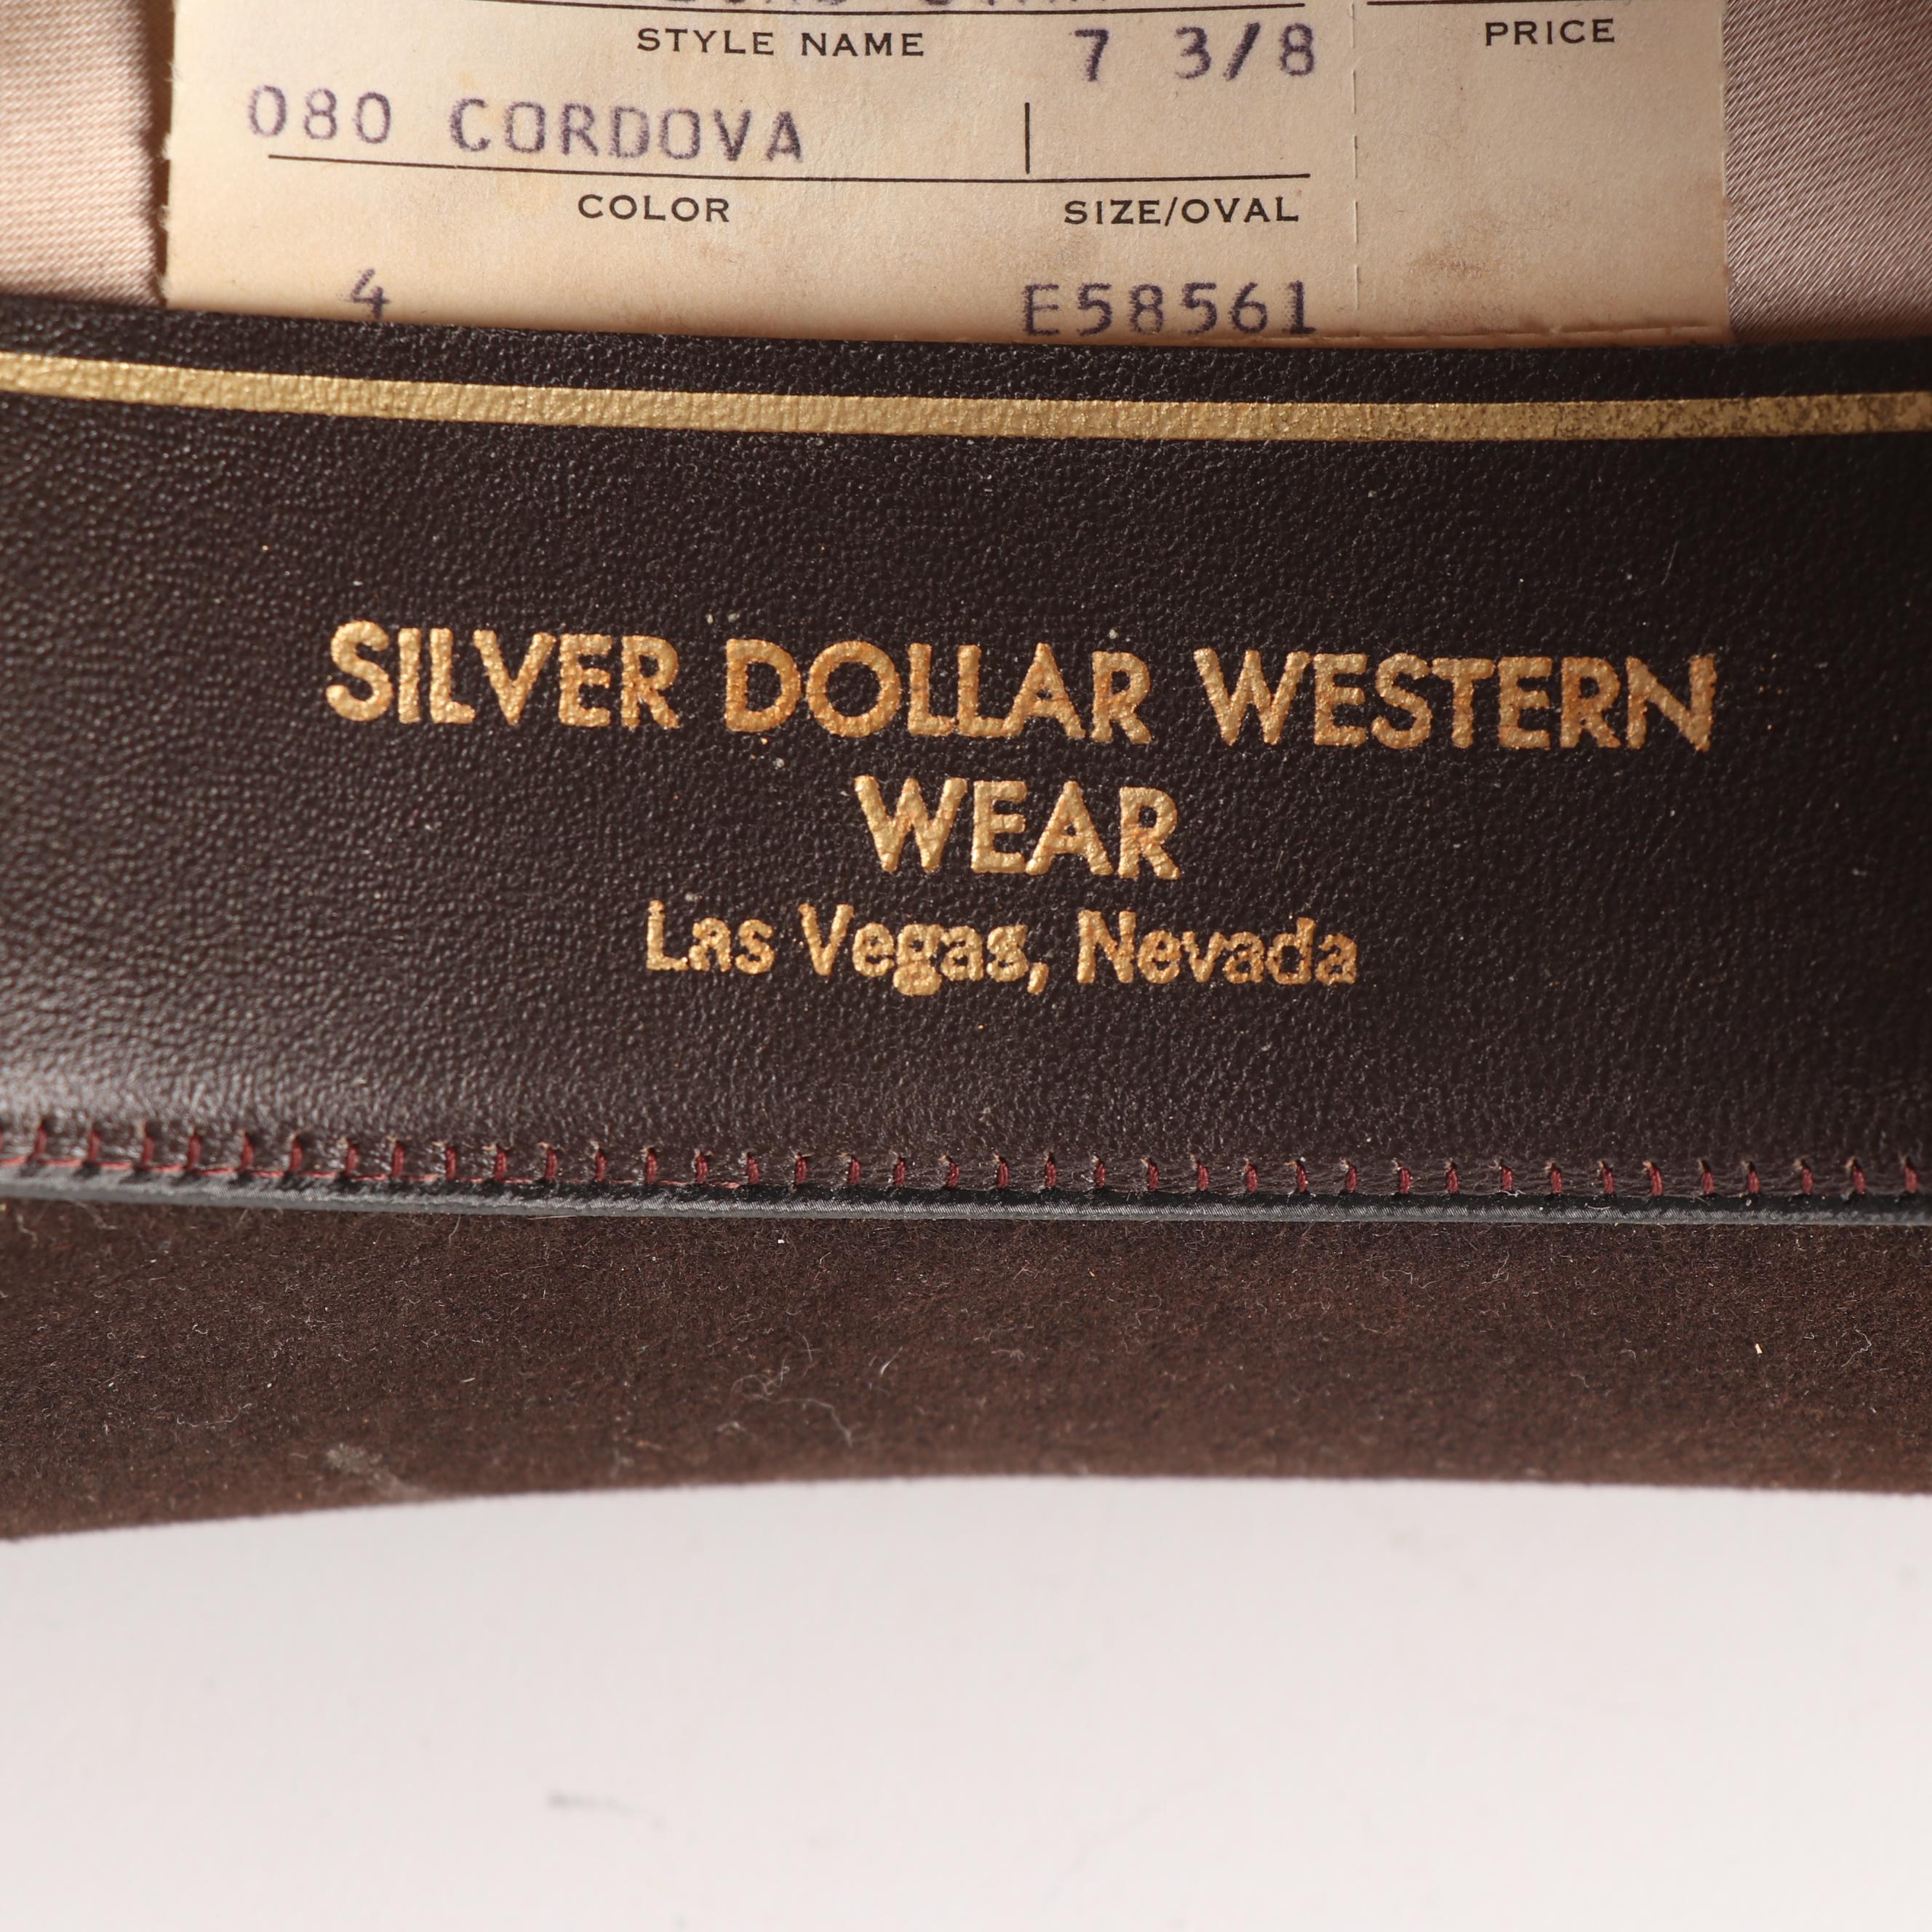 STYLE NAME
7 3/8
PRICE
080 CORDOVA
COLOR
SIZE/OVAL
4
E58561
SILVER DOLLAR WESTERN
WEAR
Las Vegas, Nevada